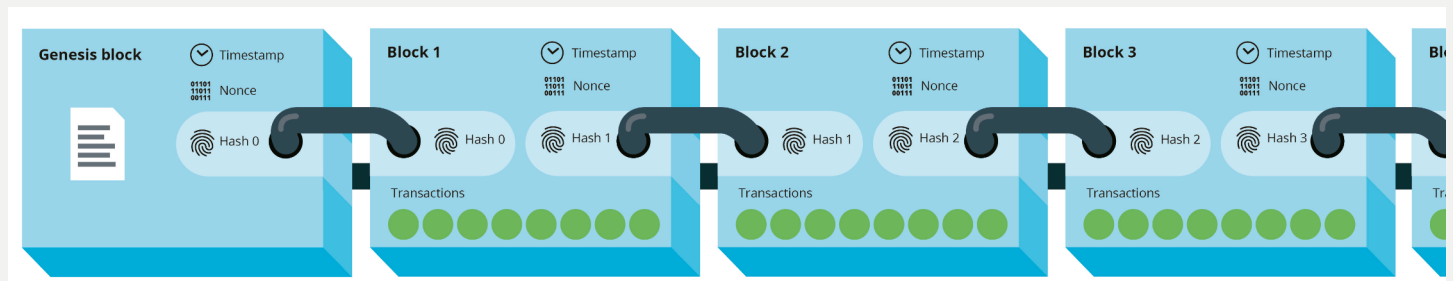 Genesis block
Timestamp
01101
11011
00111
Nonce
Hash 0
Block 1
Timestamp
01101
11011
00111
Nonce
Hash 0
Hash 1
Transactions
Block 2
Timestamp
01101
11011
00111
Nonce
Hash 1
Hash 2
Transactions
Block 3
Timestamp
01101
11011
00111
Nonce
Hash 2
Hash 3
Transactions